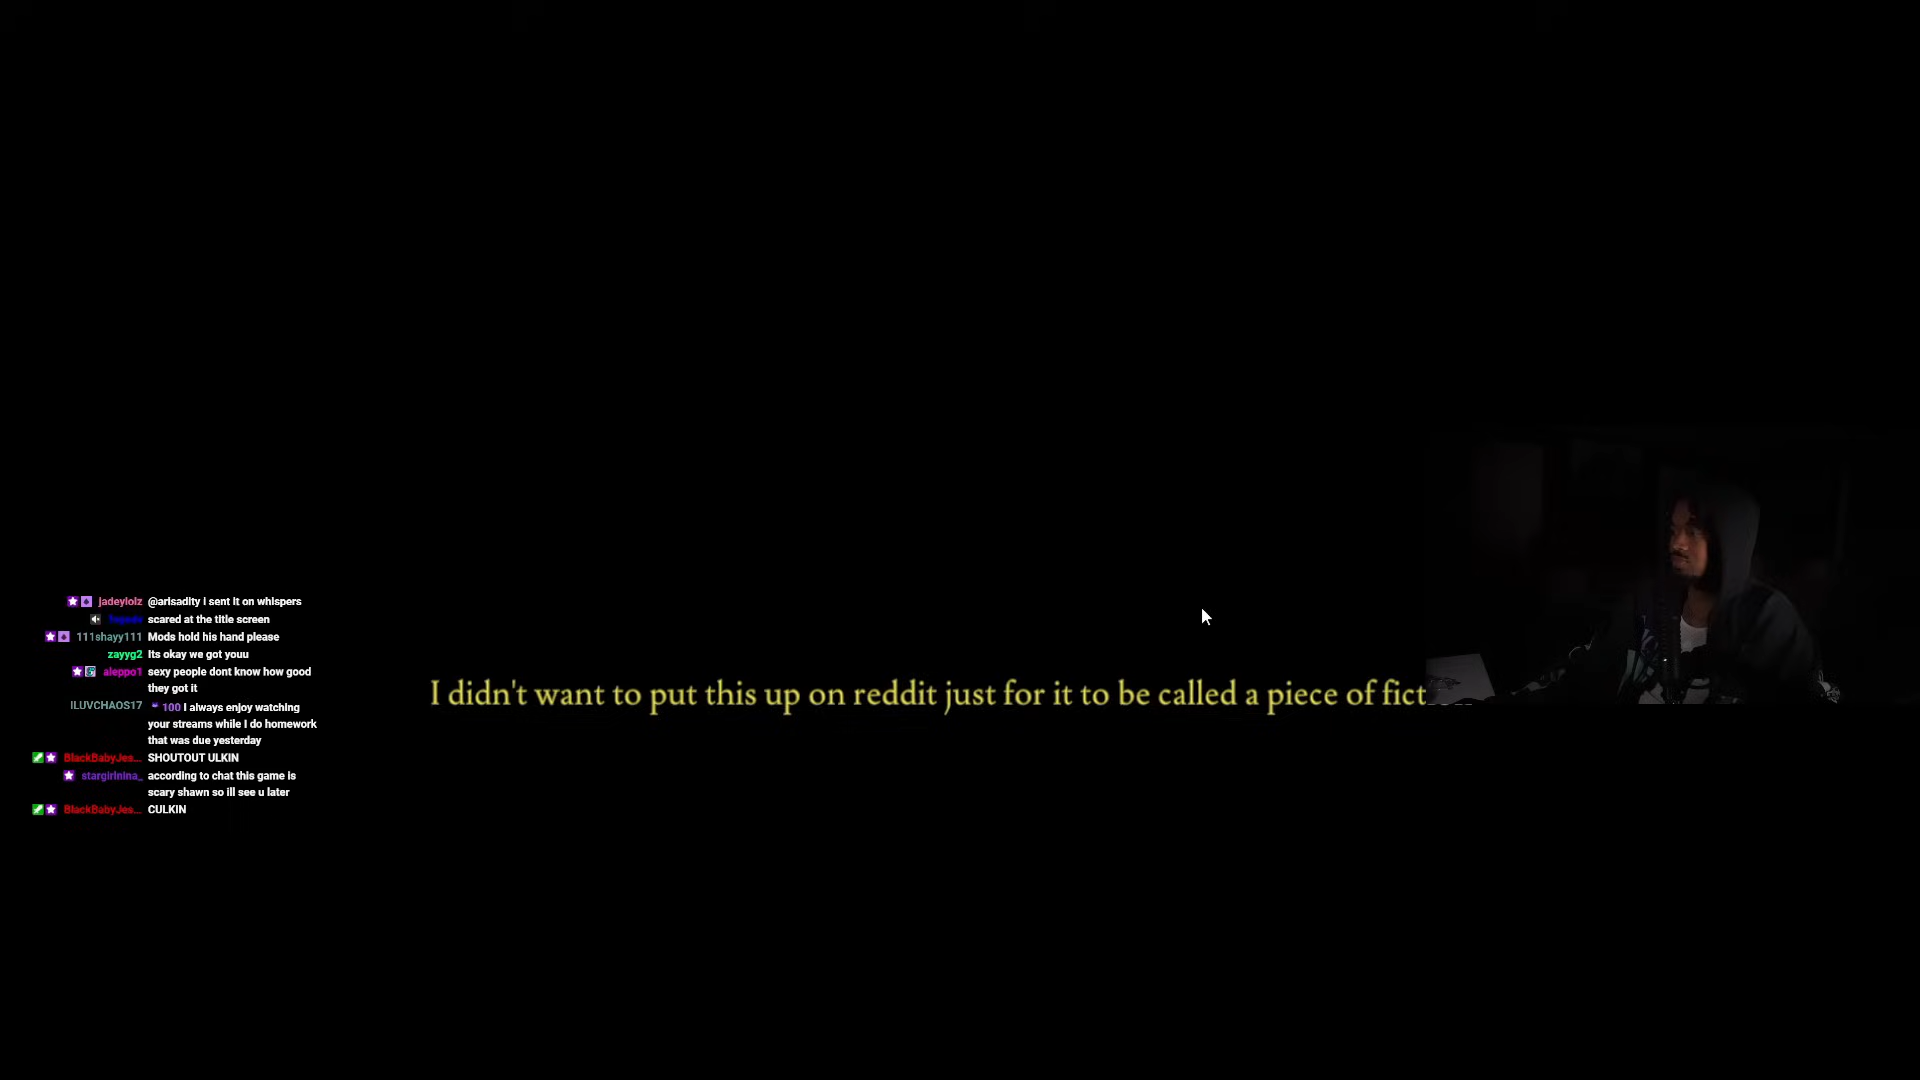 jadeylolz @arisadity i sent it on whispers
scared at the title screen
111shayy111 Mods hold his hand please
zayyg2 Its okay we got youu
aleppo1 sexy people dont know how good
they got it
ILUVCHAOS17 100 I always enjoy watching
your streams while I do homework
that was due yesterday
BlackBabyJes... SHOUTOUT ULKIN
stargirlnina_ according to chat this game is
scary shawn so ill see u later
BlackBabyJes... CULKIN
I didn't want to put this up on reddit just for it to be called a piece of fict